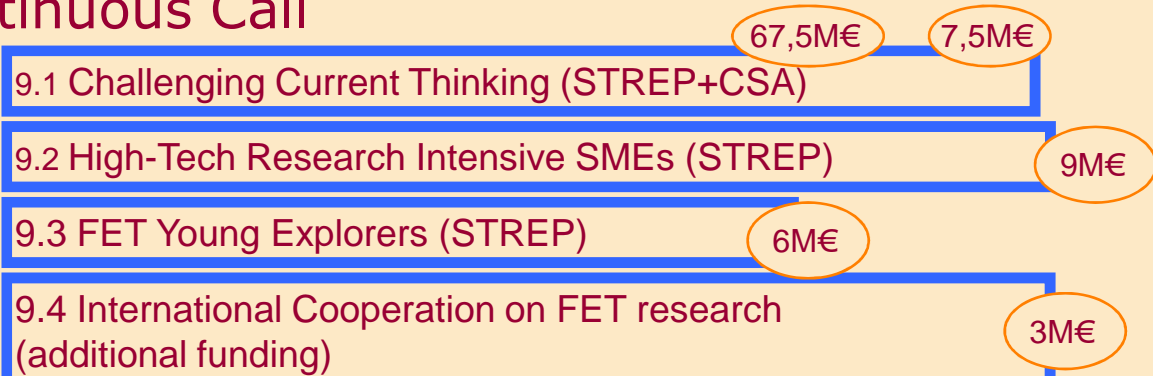 tinuous Call
67,5M€ 7,5M€
9.1 Challenging Current Thinking (STREP+CSA)
9.2 High-Tech Research Intensive SMEs (STREP)
9M€
9.3 FET Young Explorers (STREP)
6M€
9.4 International Cooperation on FET research
(additional funding)
3M€